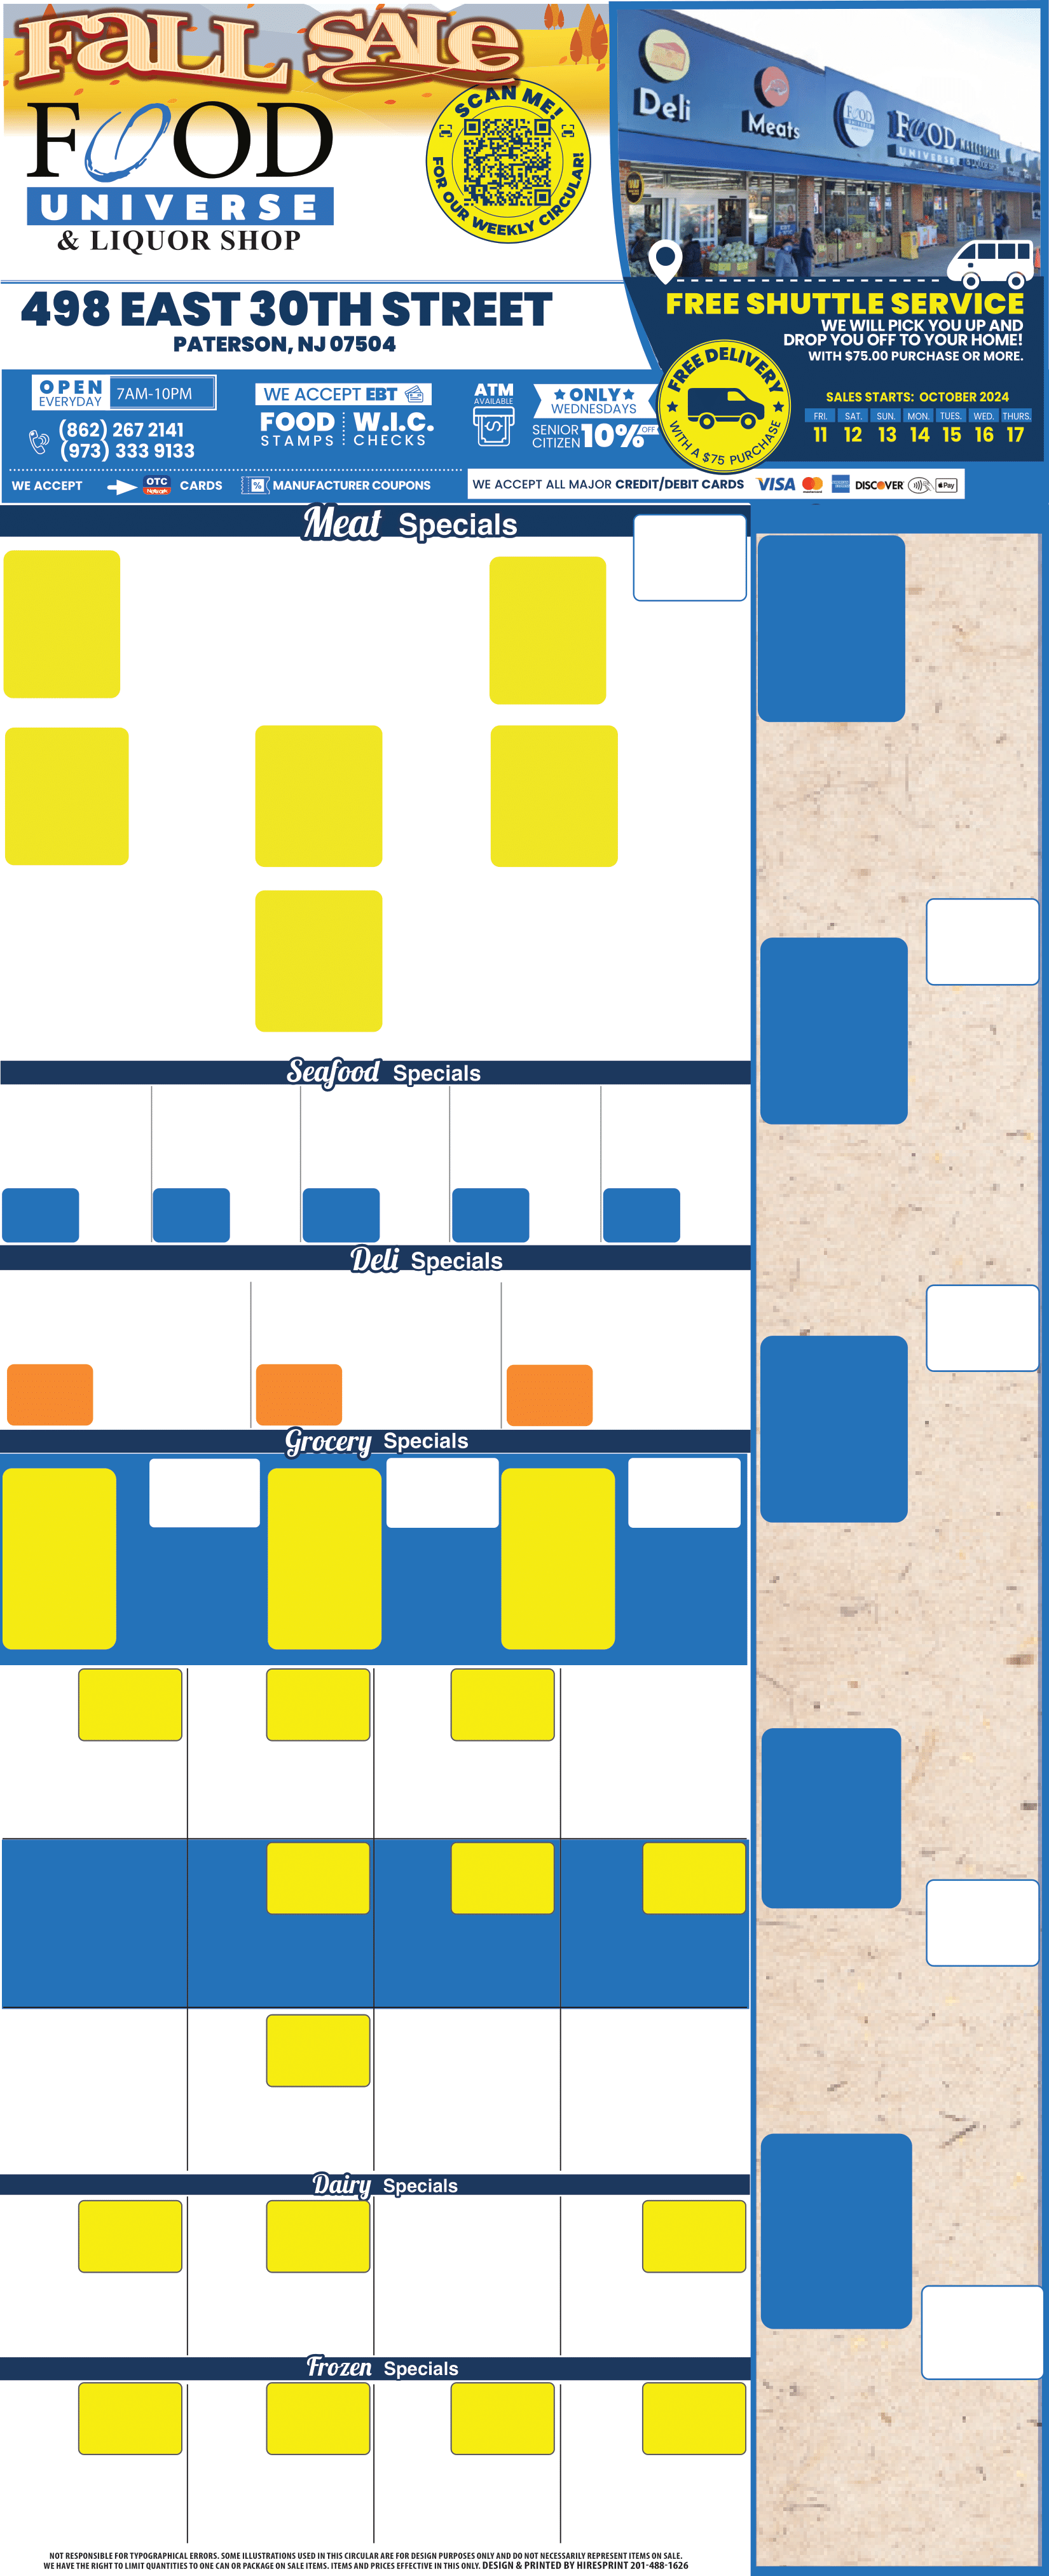 FALL SALE
FOOD
UNIVERSE
& LIQUOR SHOP
SCAN ME!
FOR OUR WEEKLY CIRCULAR!
Deli
Meats
FOOD
UNIVERSE
498 EAST 30TH STREET
PATERSON, NJ 07504
FREE SHUTTLE SERVICE
WE WILL PICK YOU UP AND
DROP YOU OFF TO YOUR HOME!
WITH $75.00 PURCHASE OR MORE.
FREE DELIVERY
WITH A $75 PURCHASE
OPEN
EVERYDAY
7AM-10PM
(862) 267 2141
(973) 333 9133
WE ACCEPT EBT
FOOD STAMPS
W.I.C. CHECKS
ATM
AVAILABLE
ONLY
WEDNESDAYS
SENIOR
CITIZEN
10% OFF
SALES STARTS: OCTOBER 2024
FRI. SAT. SUN. MON. TUES. WED. THURS.
11 12 13 14 15 16 17
WE ACCEPT OTC Network CARDS
% MANUFACTURER COUPONS
WE ACCEPT ALL MAJOR CREDIT/DEBIT CARDS VISA DISCOVER Pay
Meat Specials
Seafood Specials
Deli Specials
Grocery Specials
Dairy Specials
Frozen Specials
NOT RESPONSIBLE FOR TYPOGRAPHICAL ERRORS. SOME ILLUSTRATIONS USED IN THIS CIRCULAR ARE FOR DESIGN PURPOSES ONLY AND DO NOT NECESSARILY REPRESENT ITEMS ON SALE.
WE HAVE THE RIGHT TO LIMIT QUANTITIES TO ONE CAN OR PACKAGE ON SALE ITEMS. ITEMS AND PRICES EFFECTIVE IN THIS ONLY. DESIGN & PRINTED BY HIRESPRINT 201-488-1626